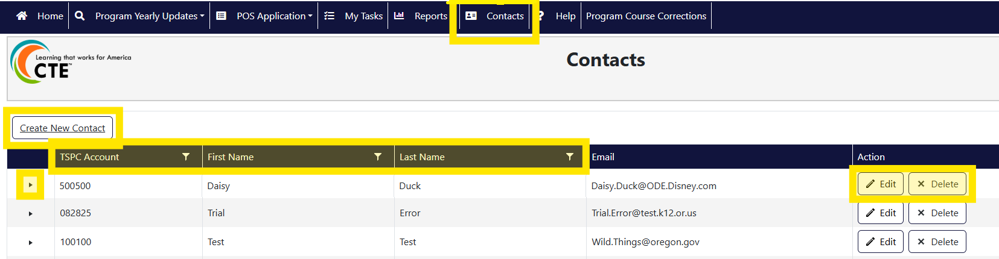 Home Program Yearly Updates POS Application My Tasks Reports Contacts Help Program Course Corrections
Learning that works for America
CTE™
Contacts
Create New Contact
TSPC Account First Name Last Name Email Action
500500 Daisy Duck Daisy.Duck@ODE.Disney.com Edit Delete
082825 Trial Error Trial.Error@test.k12.or.us Edit Delete
100100 Test Test Wild.Things@oregon.gov Edit Delete